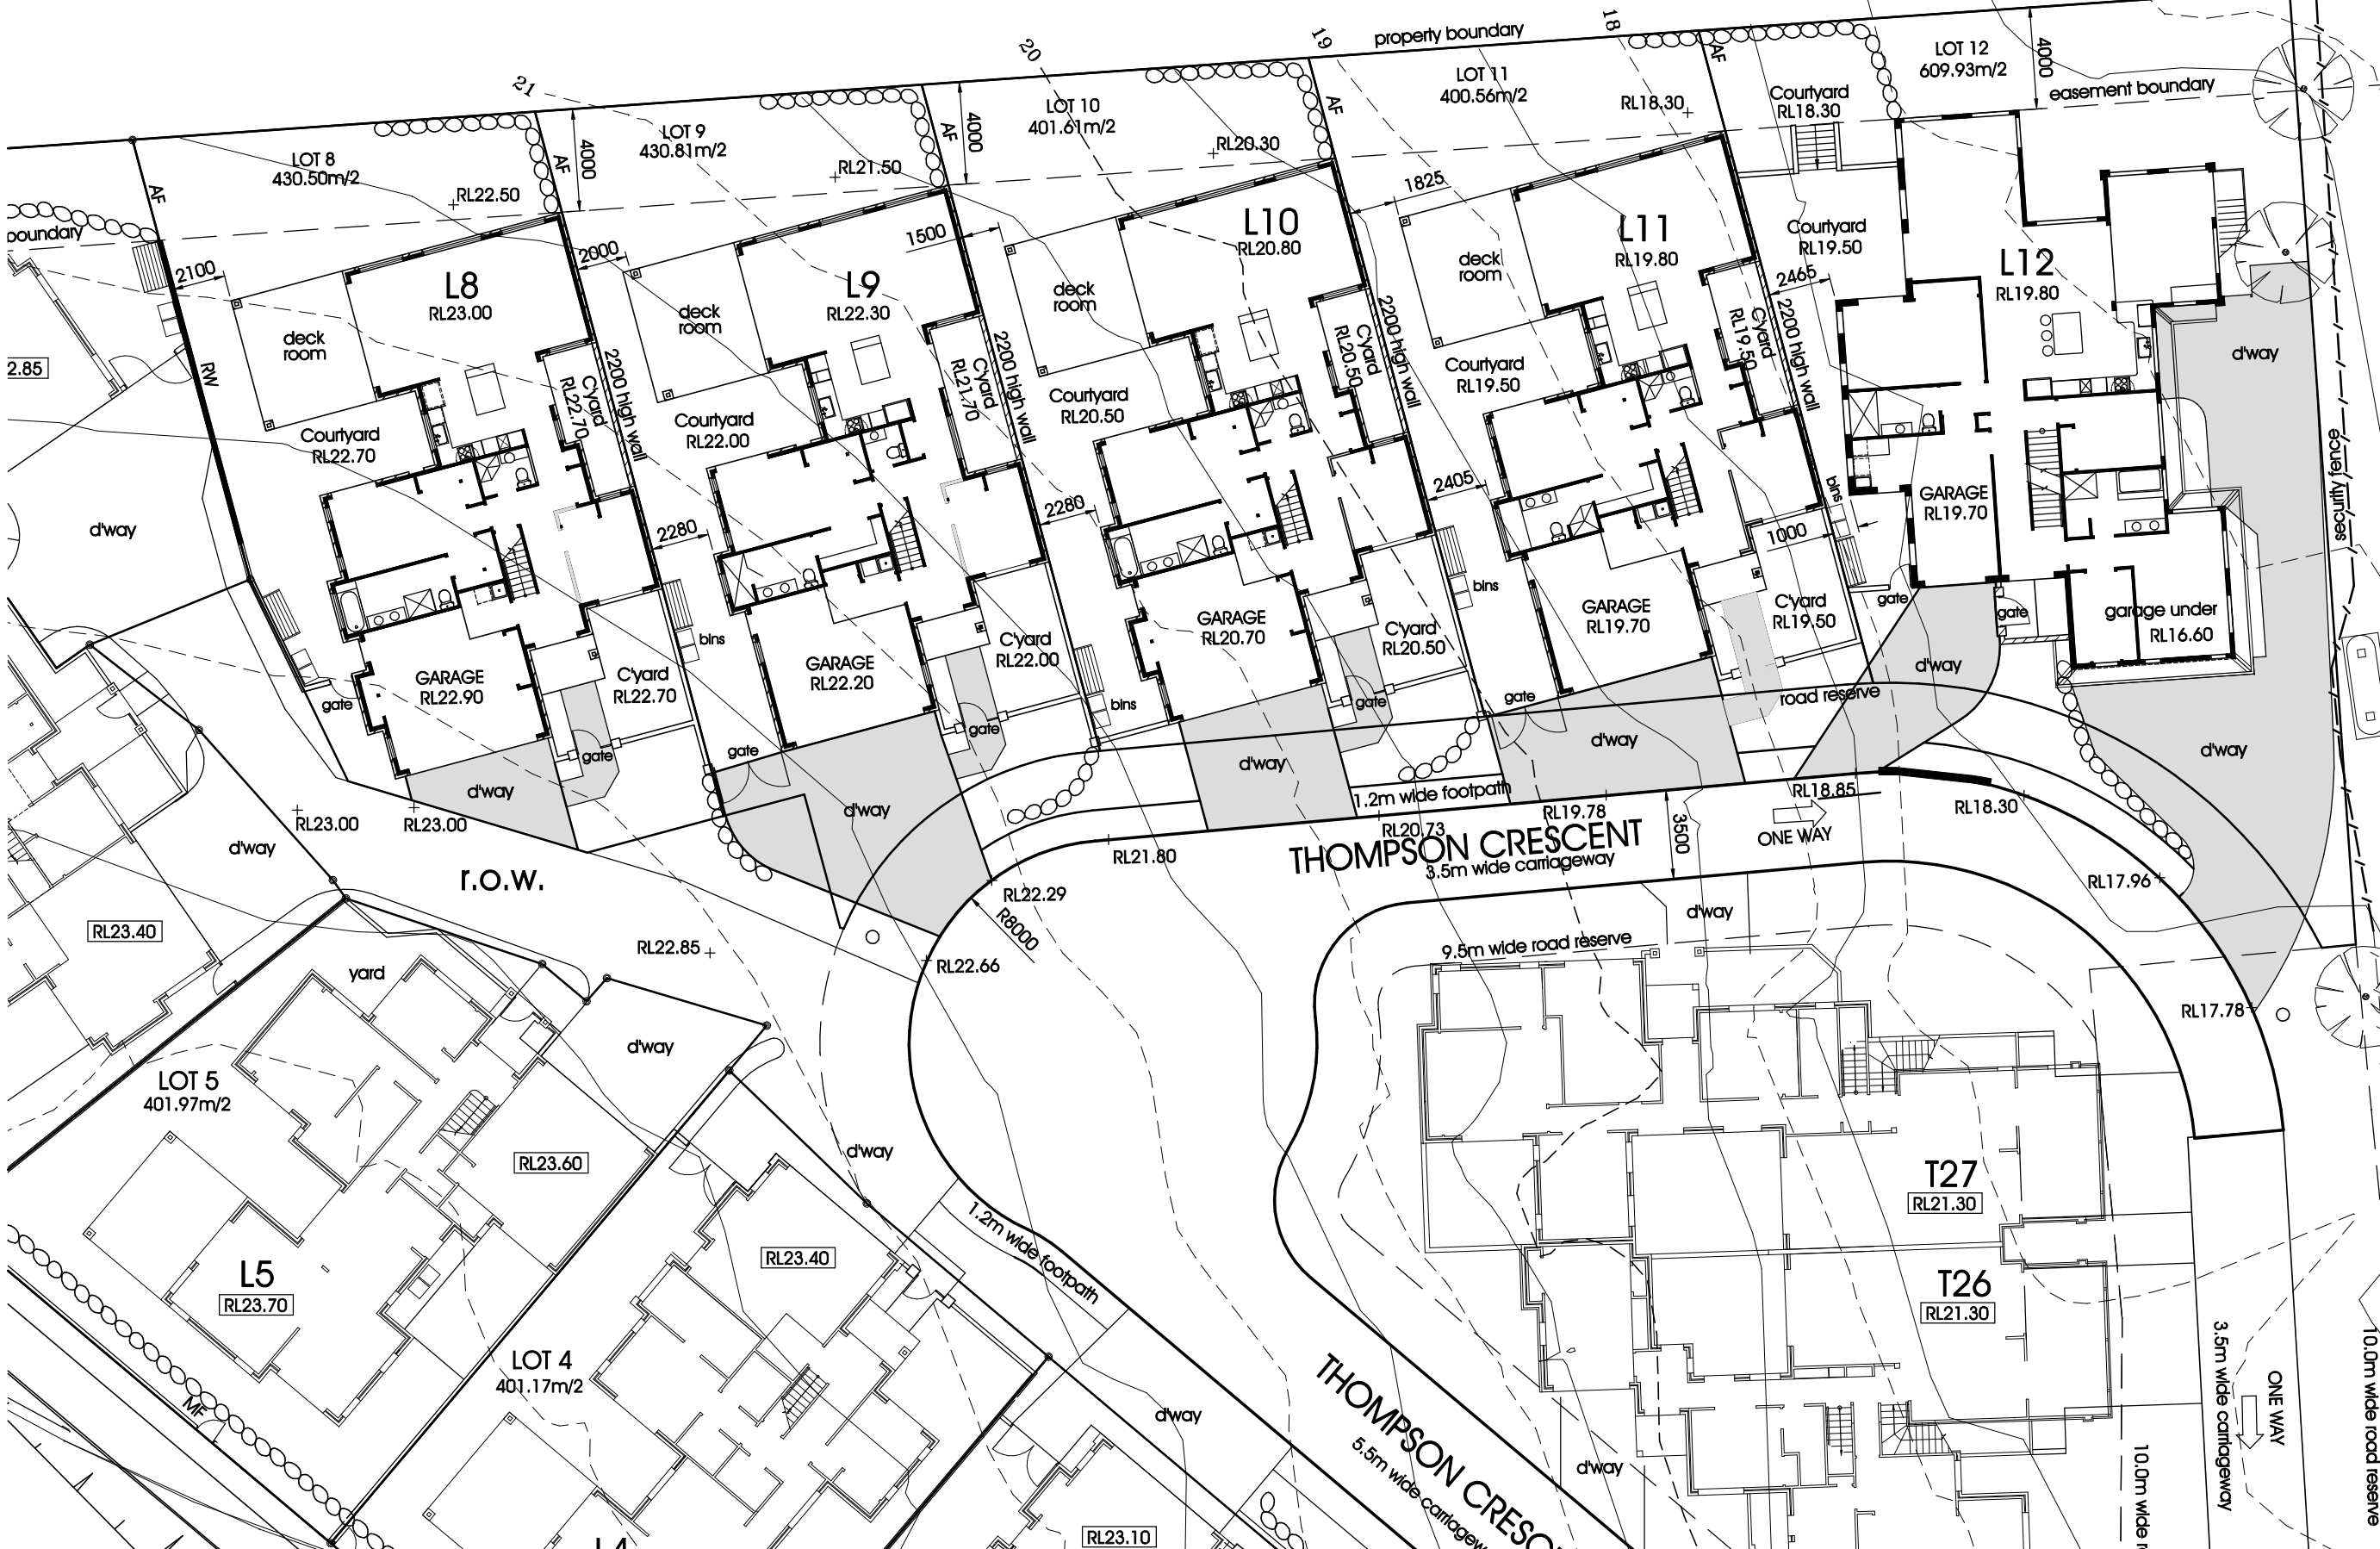 property boundary
21
20
19
18
LOT 8
430.50m/2
LOT 9
430.81m/2
LOT 10
401.61m/2
LOT 11
400.56m/2
LOT 12
609.93m/2
AF
AF
AF
AF
AF
4000
4000
4000
easement boundary
boundary
RL22.50
RL21.50
RL20.30
RL18.30
Courtyard
RL18.30
2100
2000
1500
1825
2465
L8
RL23.00
L9
RL22.30
L10
RL20.80
L11
RL19.80
L12
RL19.80
deck
room
deck
room
deck
room
deck
room
Courtyard
RL19.50
2.85
RW
C'yard
RL22.70
2200 high wall
C'yard
RL21.70
2200 high wall
C'yard
RL20.50
2200 high wall
C'yard
RL19.50
2200 high wall
d'way
Courtyard
RL22.70
Courtyard
RL22.00
Courtyard
RL20.50
Courtyard
RL19.50
security fence
d'way
2280
2280
2405
1000
bins
bins
bins
bins
GARAGE
RL22.90
GARAGE
RL22.20
GARAGE
RL20.70
GARAGE
RL19.70
GARAGE
RL19.70
garage under
RL16.60
C'yard
RL22.70
C'yard
RL22.00
C'yard
RL20.50
C'yard
RL19.50
gate
gate
gate
gate
gate
gate
gate
gate
gate
road reserve
d'way
d'way
d'way
d'way
d'way
d'way
d'way
1.2m wide footpath
RL23.00
RL23.00
RL21.80
RL20.73
RL19.78
RL18.85
RL18.30
RL17.96
RL17.78
THOMPSON CRESCENT
3.5m wide carriageway
3500
ONE WAY
r.o.w.
RL22.29
R8000
RL22.66
RL22.85
RL23.40
yard
d'way
9.5m wide road reserve
d'way
LOT 5
401.97m/2
RL23.60
L5
RL23.70
MF
LOT 4
401.17m/2
RL23.40
L4
d'way
1.2m wide footpath
d'way
RL23.10
THOMPSON CRESC
5.5m wide carriagew
T27
RL21.30
T26
RL21.30
d'way
10.0m wide r
3.5m wide carriageway
ONE WAY
10.0m wide road reserve